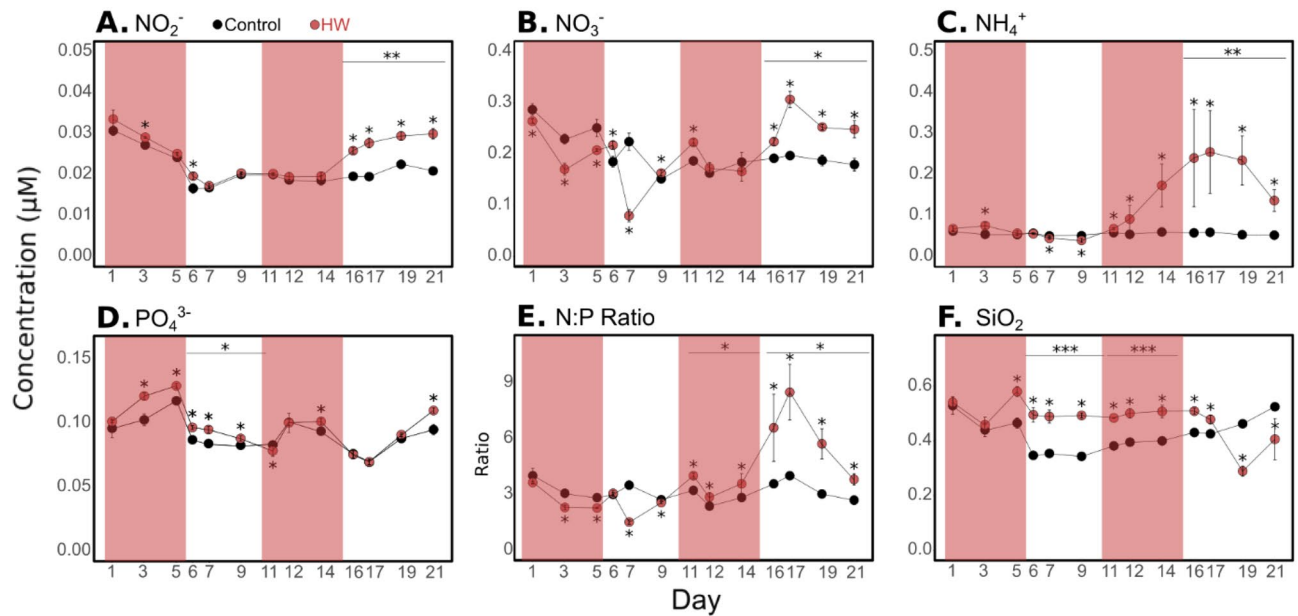 A. NO₂⁻ Control HW
B. NO₃⁻
C. NH₄⁺
0.05 0.04 0.03 0.02 0.01 0.00
**
* * * * * *
1 3 5 6 7 9 11 12 14 16 17 19 21
0.4 0.3 0.2 0.1 0.0
*
* * * * * * * * * * *
1 3 5 6 7 9 11 12 14 16 17 19 21
0.5 0.4 0.3 0.2 0.1 0.0
**
* * * * * * * * * *
1 3 5 6 7 9 11 12 14 16 17 19 21
Concentration (µM)
D. PO₄³⁻
E. N:P Ratio
F. SiO₂
0.15 0.10 0.05 0.00
*
* * * * * * * *
1 3 5 6 7 9 11 12 14 16 17 19 21
Ratio
9 6 3 0
* *
* * * * * * * * * * *
1 3 5 6 7 9 11 12 14 16 17 19 21
0.6 0.4 0.2 0.0
*** ***
* * * * * * * * * * *
1 3 5 6 7 9 11 12 14 16 17 19 21
Day